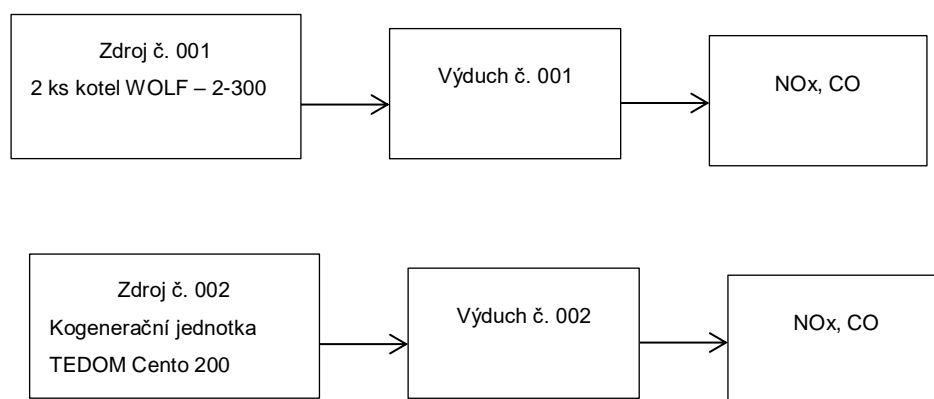 Zdroj č. 001
2 ks kotel WOLF – 2-300
Výduch č. 001
NOx, CO
Zdroj č. 002
Kogenerační jednotka
TEDOM Cento 200
Výduch č. 002
NOx, CO